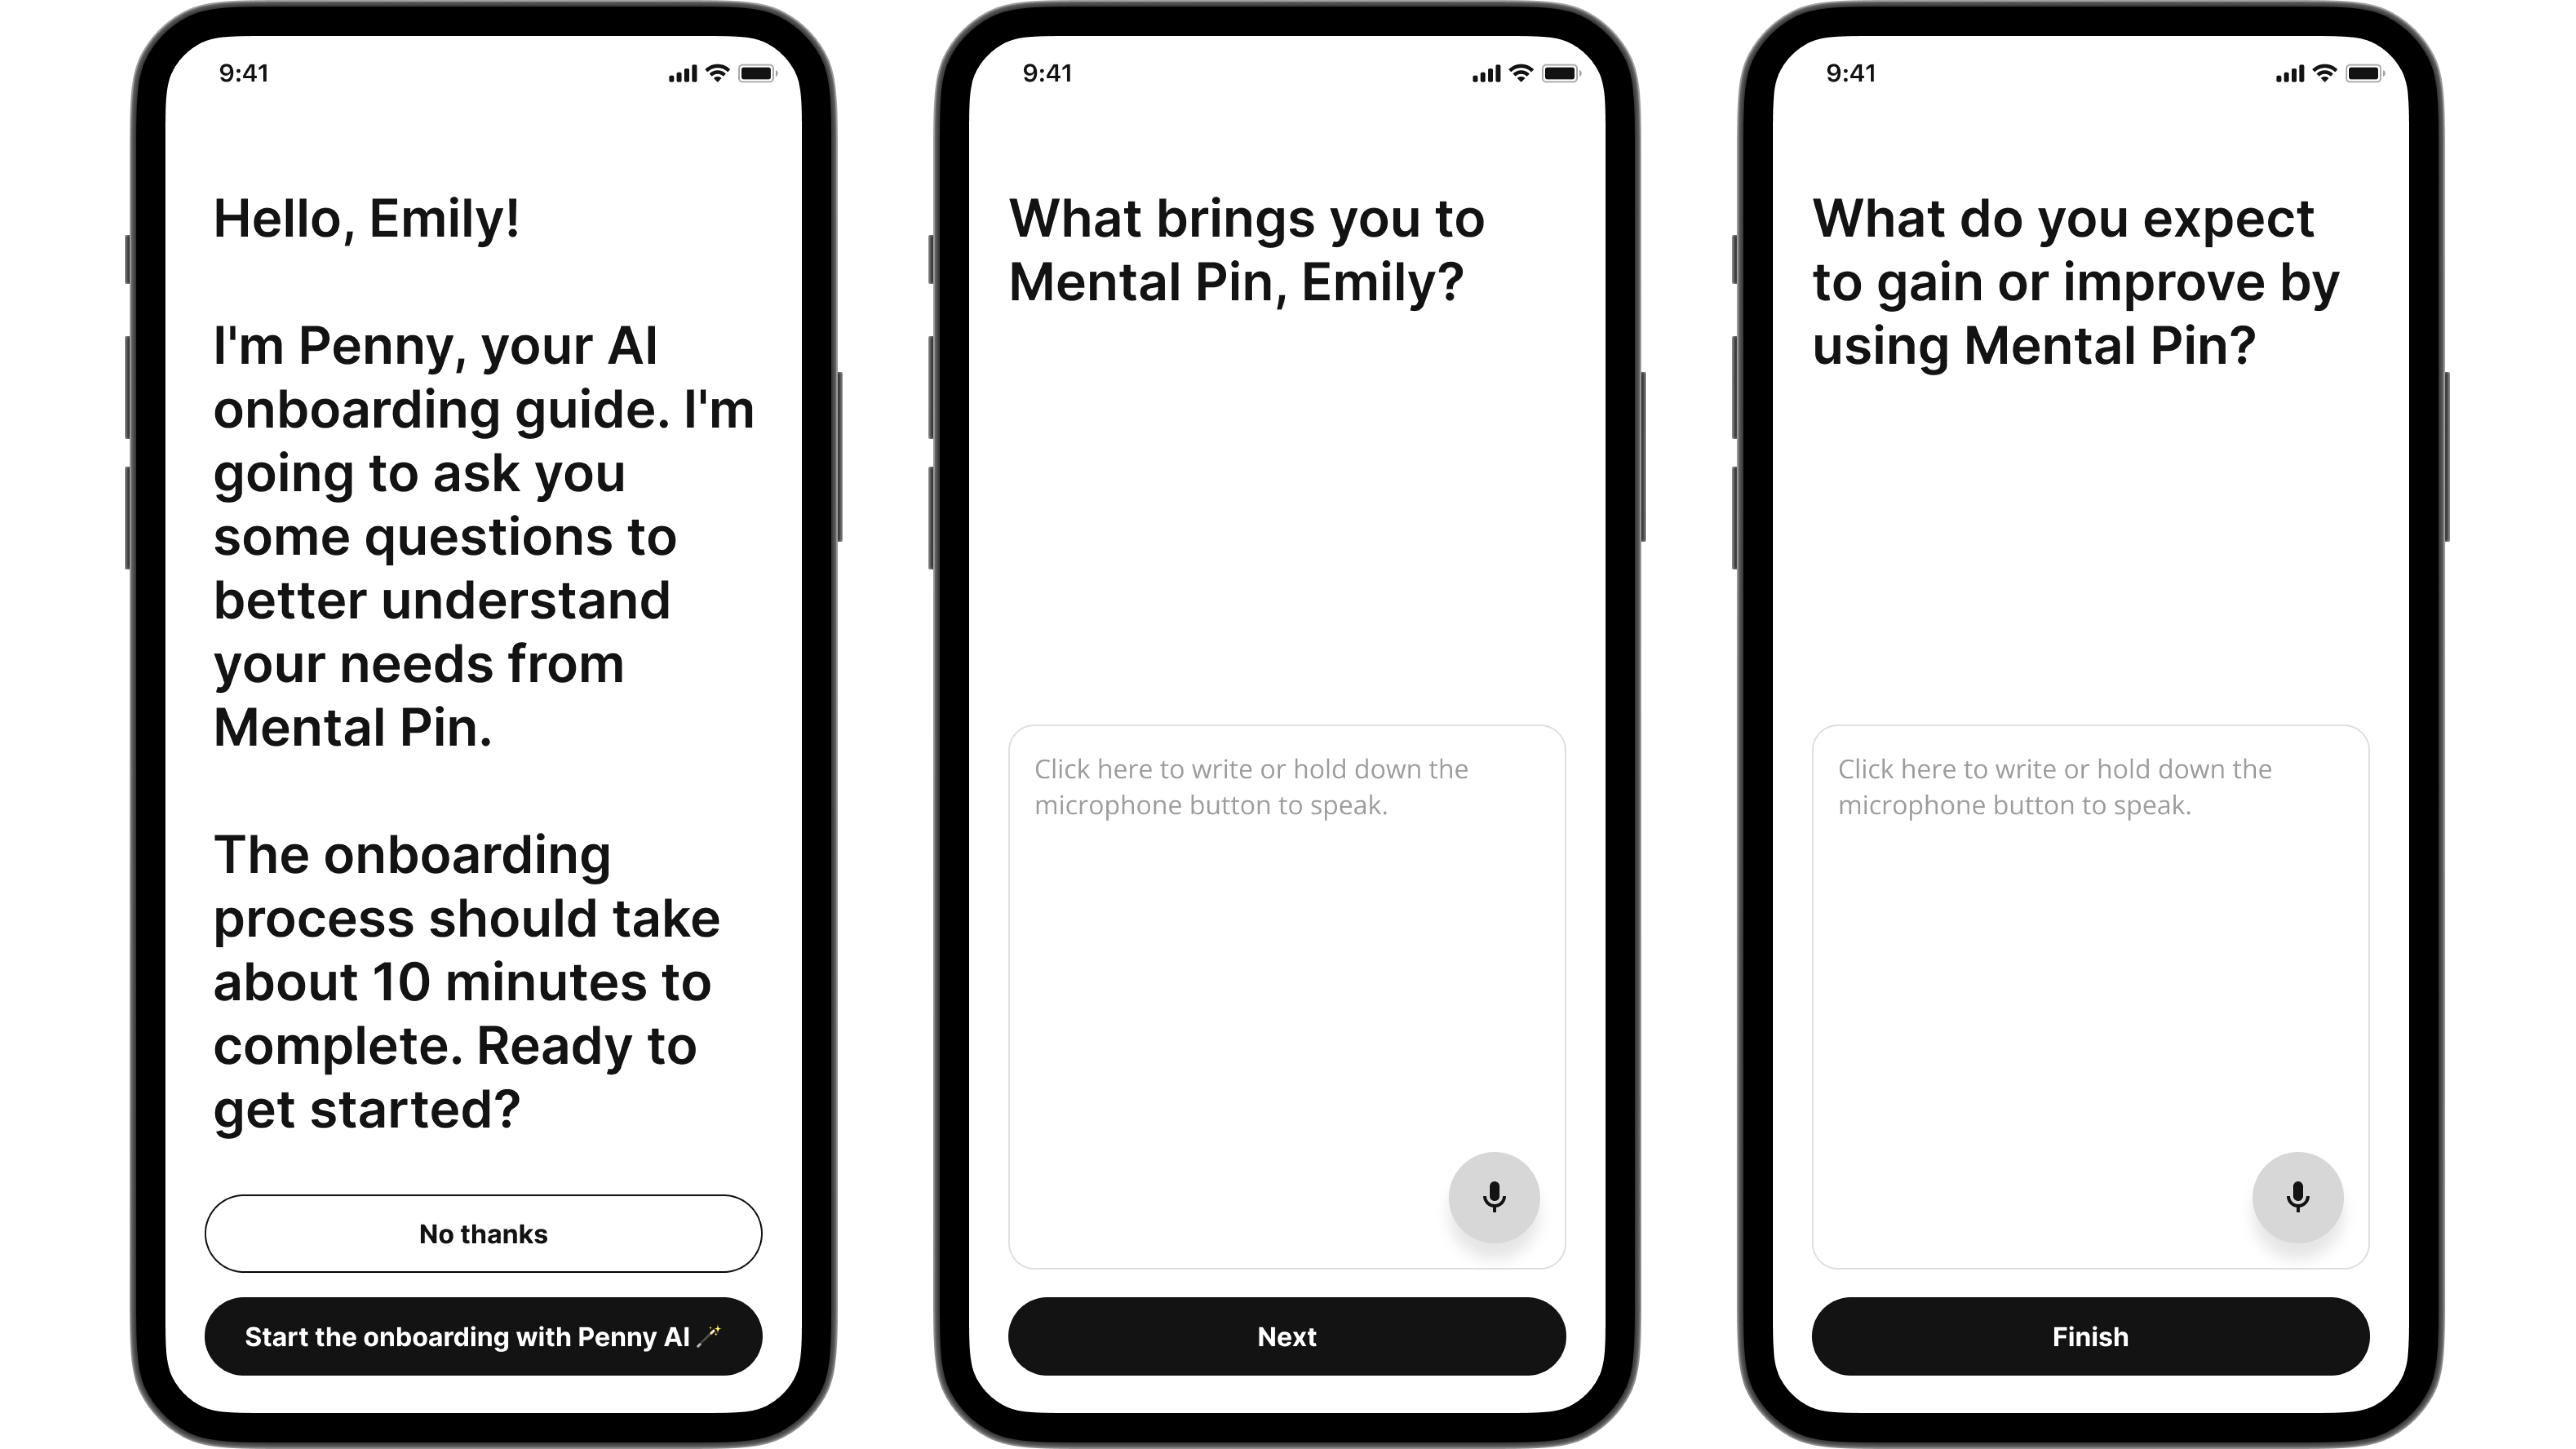 9:41
Hello, Emily!
I'm Penny, your AI
onboarding guide. I'm
going to ask you
some questions to
better understand
your needs from
Mental Pin.
The onboarding
process should take
about 10 minutes to
complete. Ready to
get started?
No thanks
Start the onboarding with Penny AI
9:41
What brings you to
Mental Pin, Emily?
Click here to write or hold down the
microphone button to speak.
Next
9:41
What do you expect
to gain or improve by
using Mental Pin?
Click here to write or hold down the
microphone button to speak.
Finish